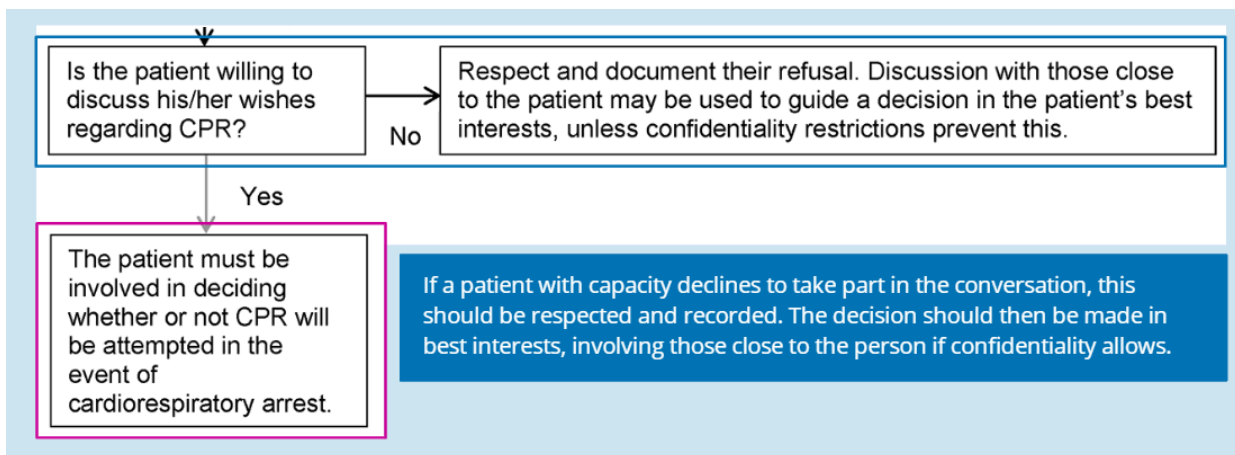 Is the patient willing to
discuss his/her wishes
regarding CPR?
No
Respect and document their refusal. Discussion with those close
to the patient may be used to guide a decision in the patient's best
interests, unless confidentiality restrictions prevent this.
Yes
The patient must be
involved in deciding
whether or not CPR will
be attempted in the
event of
cardiorespiratory arrest.
If a patient with capacity declines to take part in the conversation, this
should be respected and recorded. The decision should then be made in
best interests, involving those close to the person if confidentiality allows.